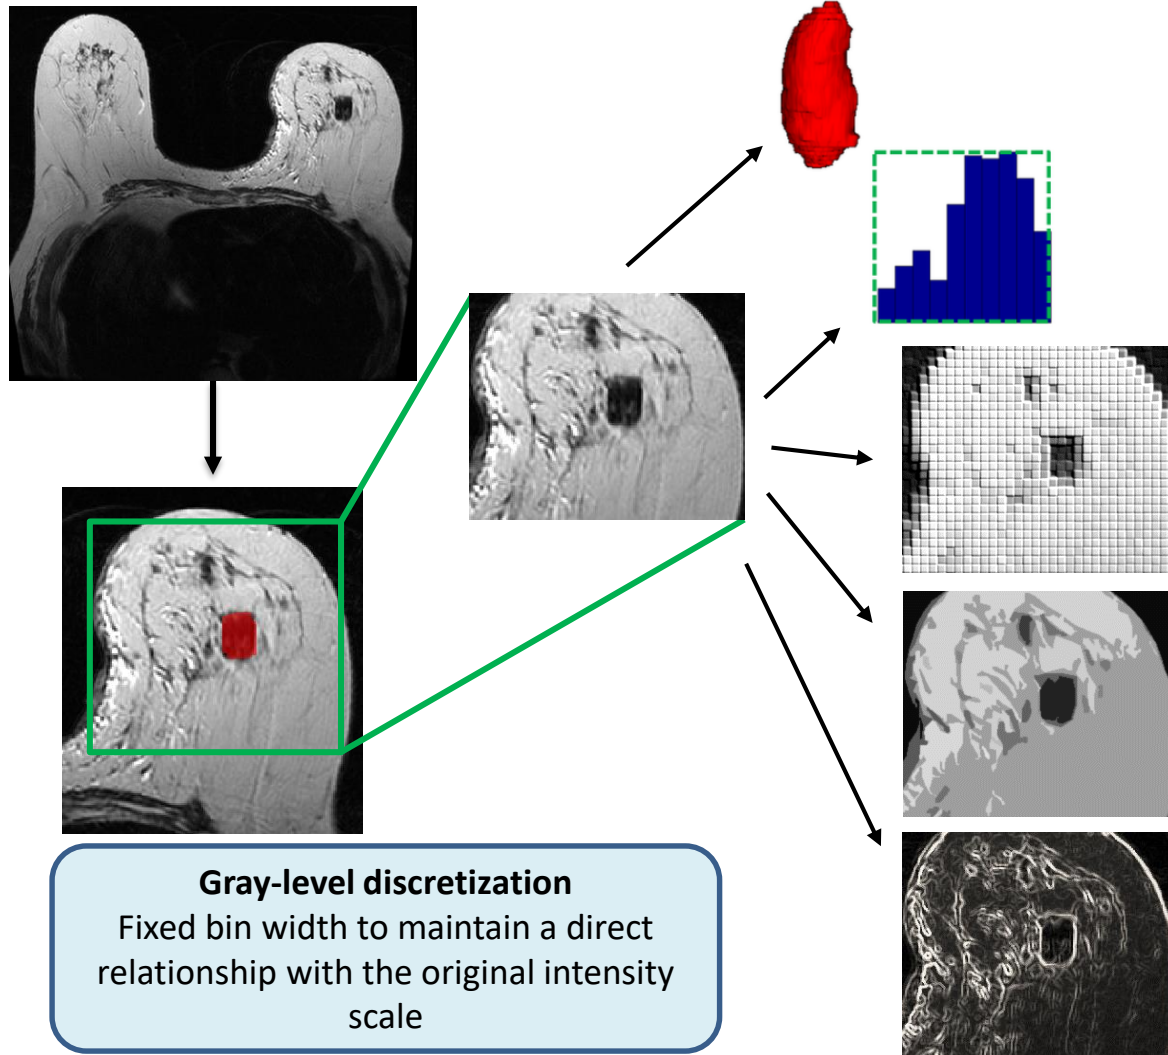 Gray-level discretization
Fixed bin width to maintain a direct
relationship with the original intensity
scale